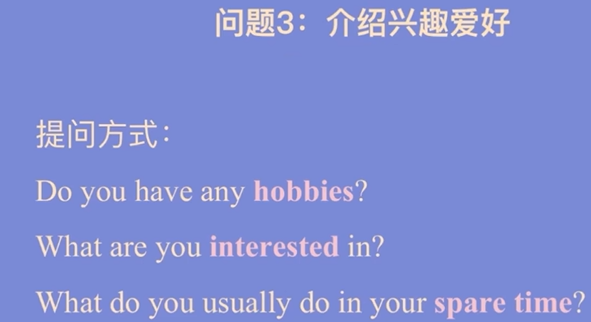 问题3：介绍兴趣爱好
提问方式：
Do you have any hobbies?
What are you interested in?
What do you usually do in your spare time?